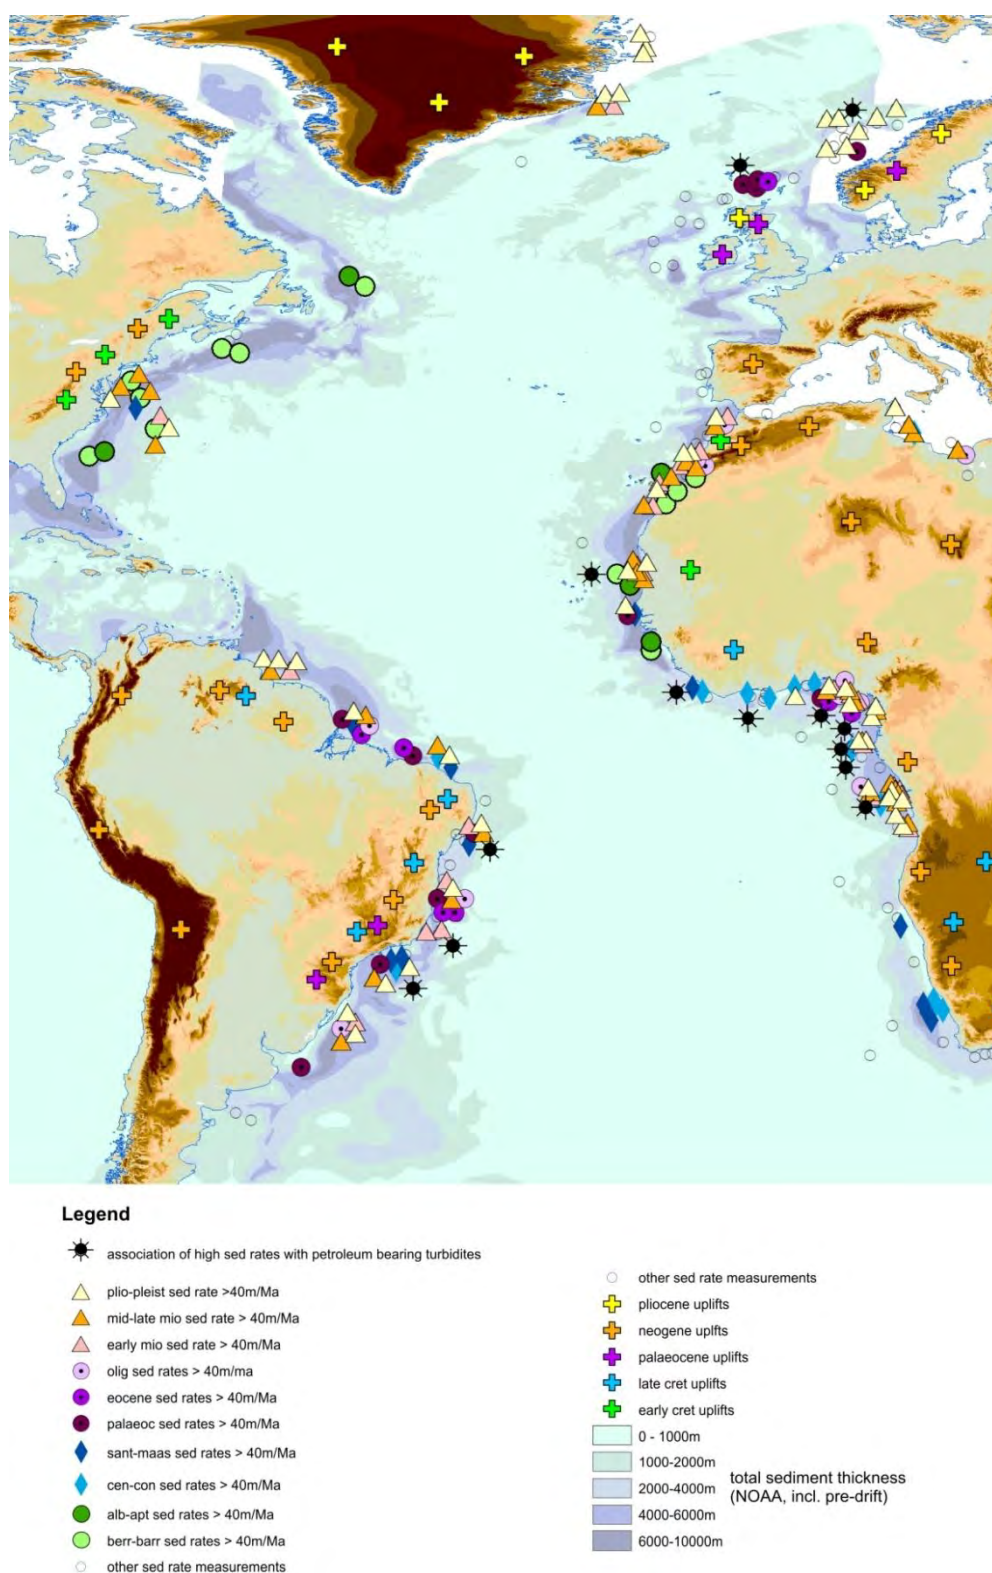 Legend
association of high sed rates with petroleum bearing turbidites
plio-pleist sed rate >40m/Ma
mid-late mio sed rate > 40m/Ma
early mio sed rate > 40m/Ma
olig sed rates > 40m/ma
eocene sed rates > 40m/Ma
palaeoc sed rates > 40m/Ma
sant-maas sed rates > 40m/Ma
cen-con sed rates > 40m/Ma
alb-apt sed rates > 40m/Ma
berr-barr sed rates > 40m/Ma
other sed rate measurements
other sed rate measurements
pliocene uplifts
neogene uplfts
palaeocene uplifts
late cret uplifts
early cret uplifts
0 - 1000m
1000-2000m
2000-4000m
4000-6000m
6000-10000m
total sediment thickness
(NOAA, incl. pre-drift)